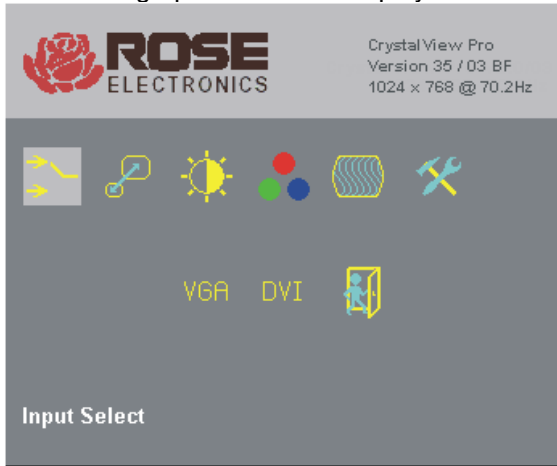 ROSE
ELECTRONICS
CrystalView Pro
Version 35 / 03 BF
1024 x 768 @ 70.2Hz
VGA DVI
Input Select